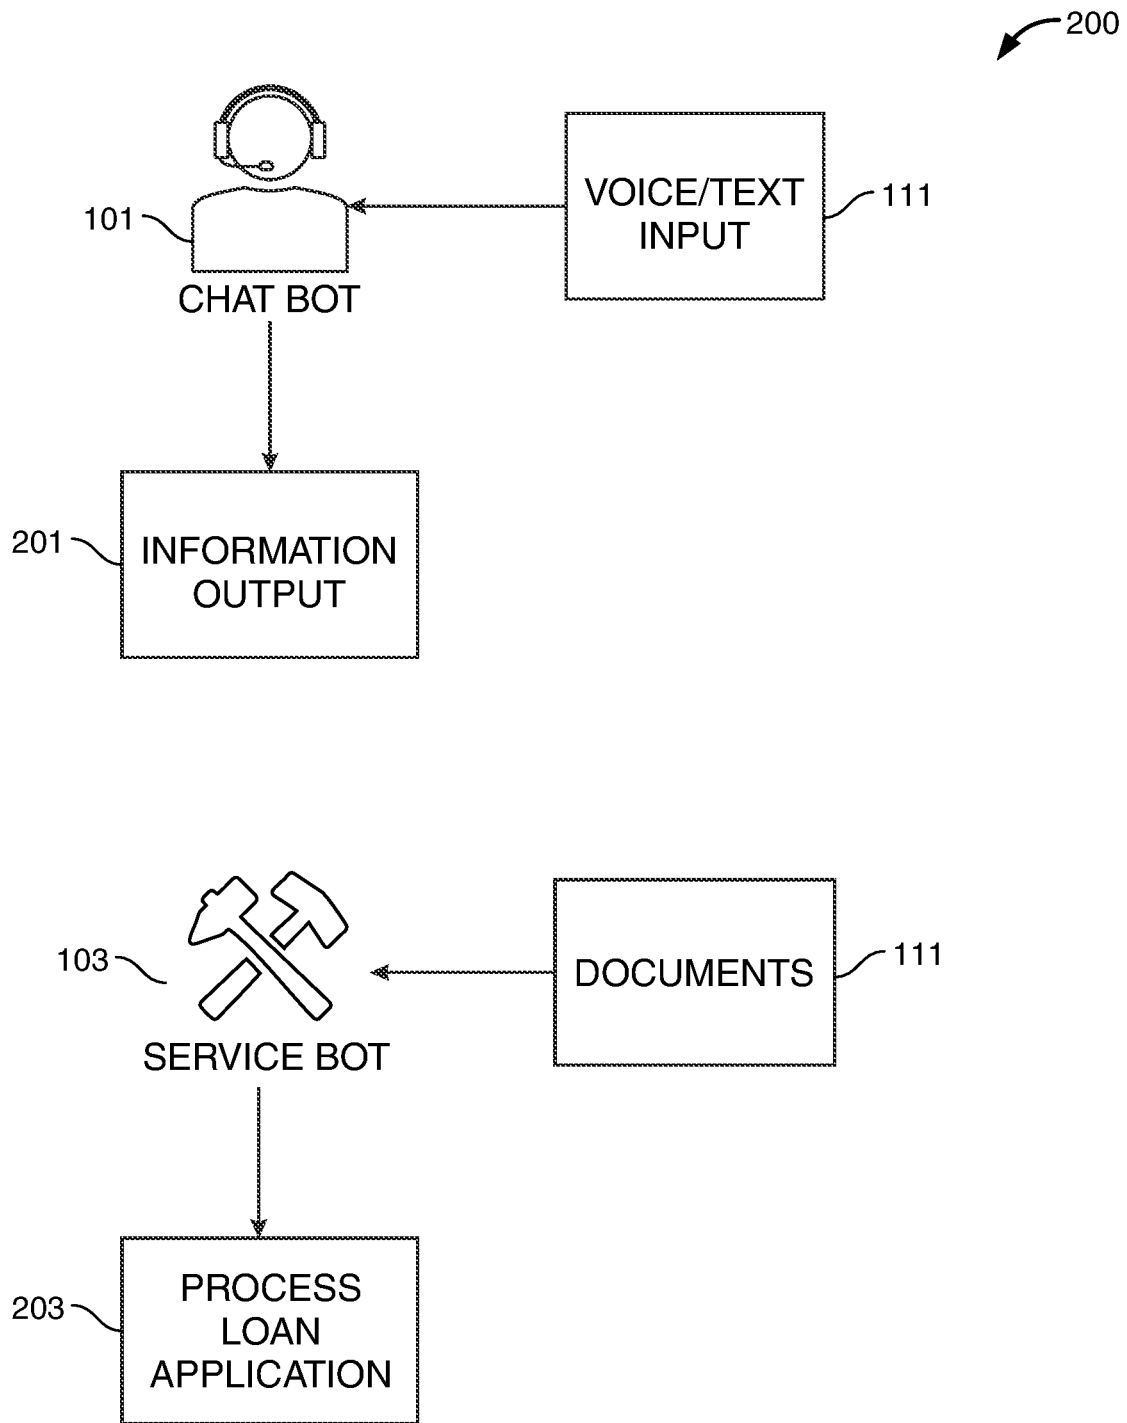 200
VOICE/TEXT
INPUT
111
101
CHAT BOT
201
INFORMATION
OUTPUT
103
DOCUMENTS
111
SERVICE BOT
203
PROCESS
LOAN
APPLICATION